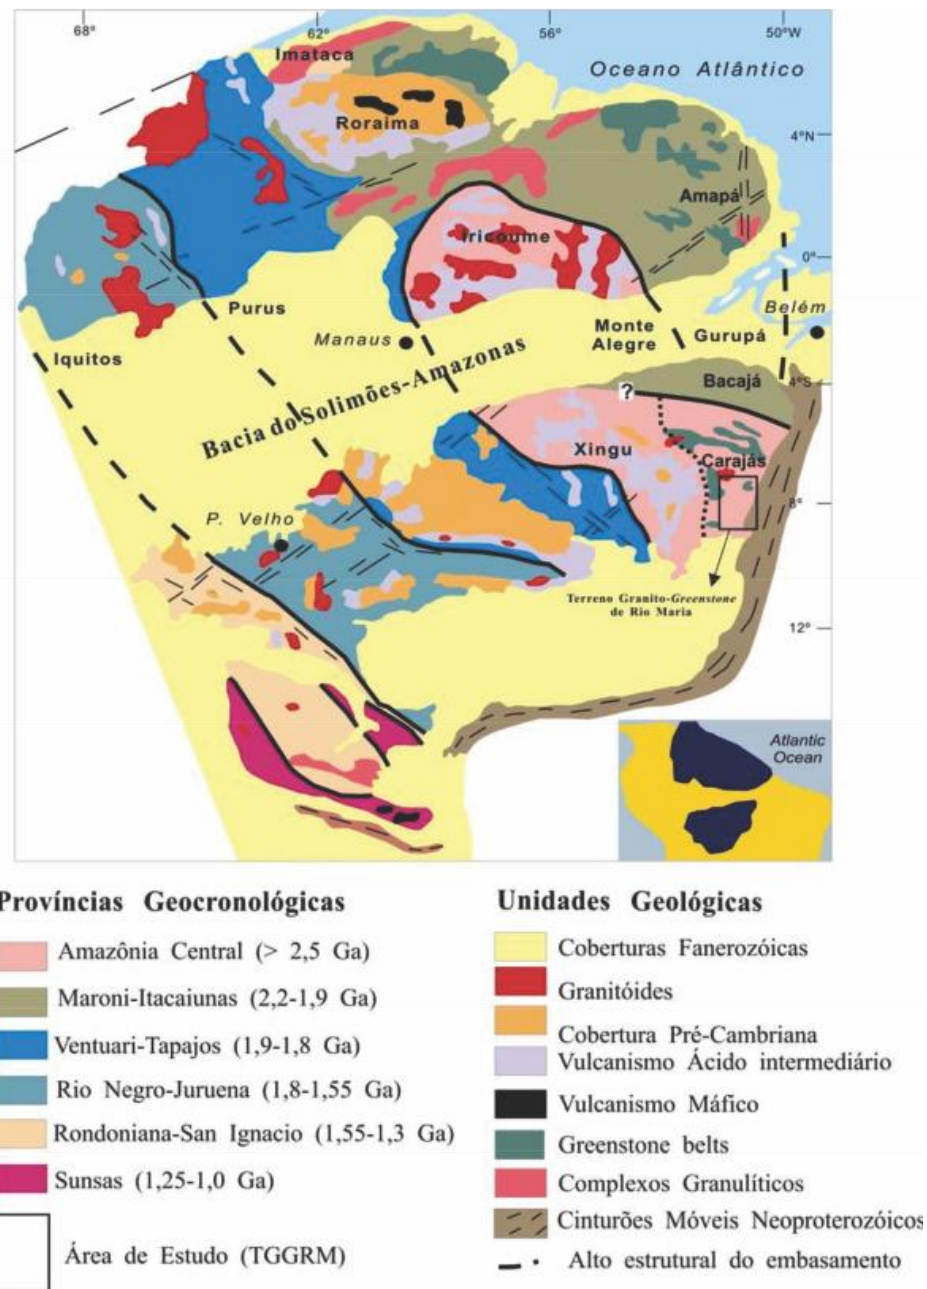 68°
62°
56°
50°W
Imataca
Oceano Atlântico
Roraima
4°N
Amapá
Iricoume
0°
Belém
Purus
Manaus
Monte
Alegre
Gurupá
Iquitos
Bacajá
4°S
?
Bacia do Solimões-Amazonas
Xingu
Carajás
8°
P. Velho
Terreno Granito-Greenstone
de Rio Maria
12°
Atlantic
Ocean
Províncias Geocronológicas
Amazônia Central (> 2,5 Ga)
Maroni-Itacaiunas (2,2-1,9 Ga)
Ventuari-Tapajos (1,9-1,8 Ga)
Rio Negro-Juruena (1,8-1,55 Ga)
Rondoniana-San Ignacio (1,55-1,3 Ga)
Sunsas (1,25-1,0 Ga)
Área de Estudo (TGGRM)
Unidades Geológicas
Coberturas Fanerozóicas
Granitóides
Cobertura Pré-Cambriana
Vulcanismo Ácido intermediário
Vulcanismo Máfico
Greenstone belts
Complexos Granulíticos
Cinturões Móveis Neoproterozóicos
Alto estrutural do embasamento